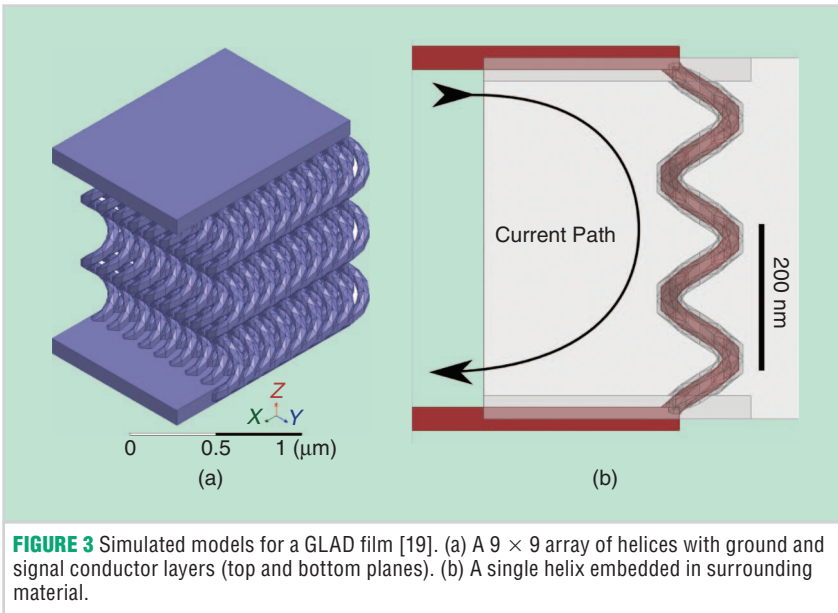 Z
X
Y
0 0.5 1 (μm)
(a)
Current Path
200 nm
(b)
FIGURE 3 Simulated models for a GLAD film [19]. (a) A 9 × 9 array of helices with ground and
signal conductor layers (top and bottom planes). (b) A single helix embedded in surrounding
material.